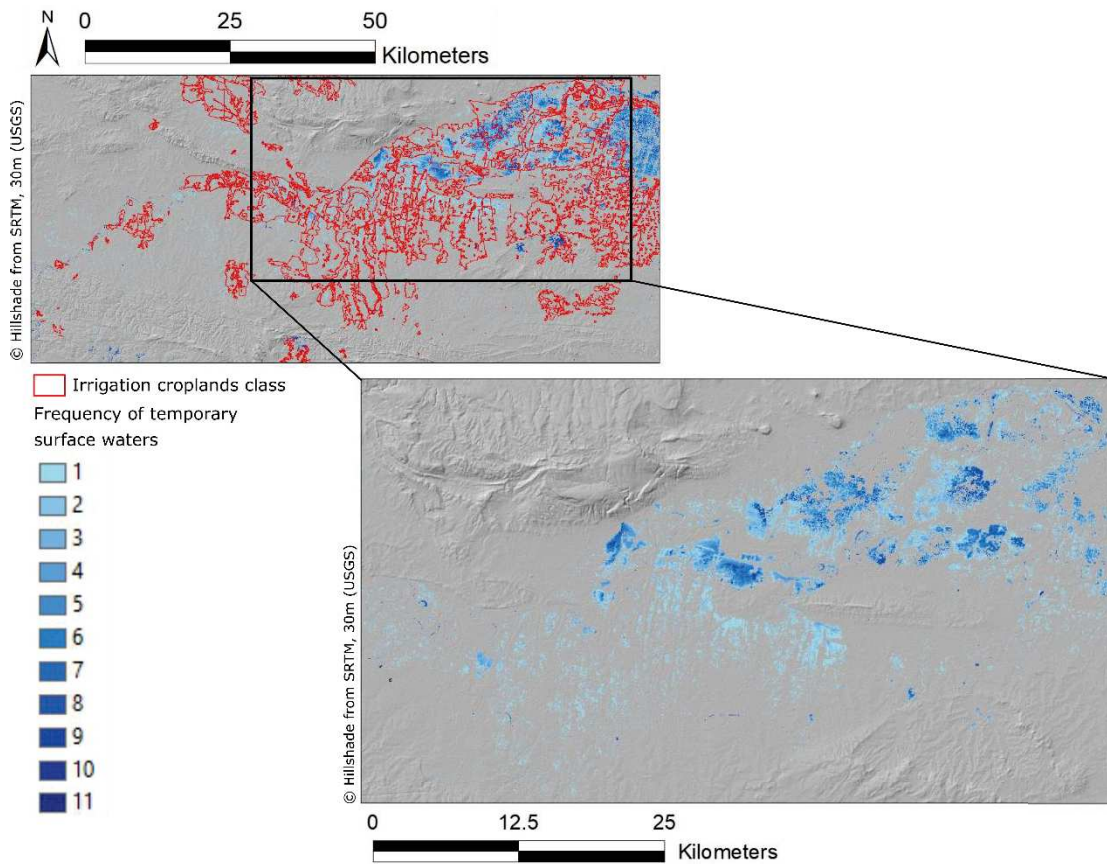 N
0 25 50
Kilometers
© Hillshade from SRTM, 30m (USGS)
Irrigation croplands class
Frequency of temporary
surface waters
1
2
3
4
5
6
7
8
9
10
11
© Hillshade from SRTM, 30m (USGS)
0 12.5 25
Kilometers